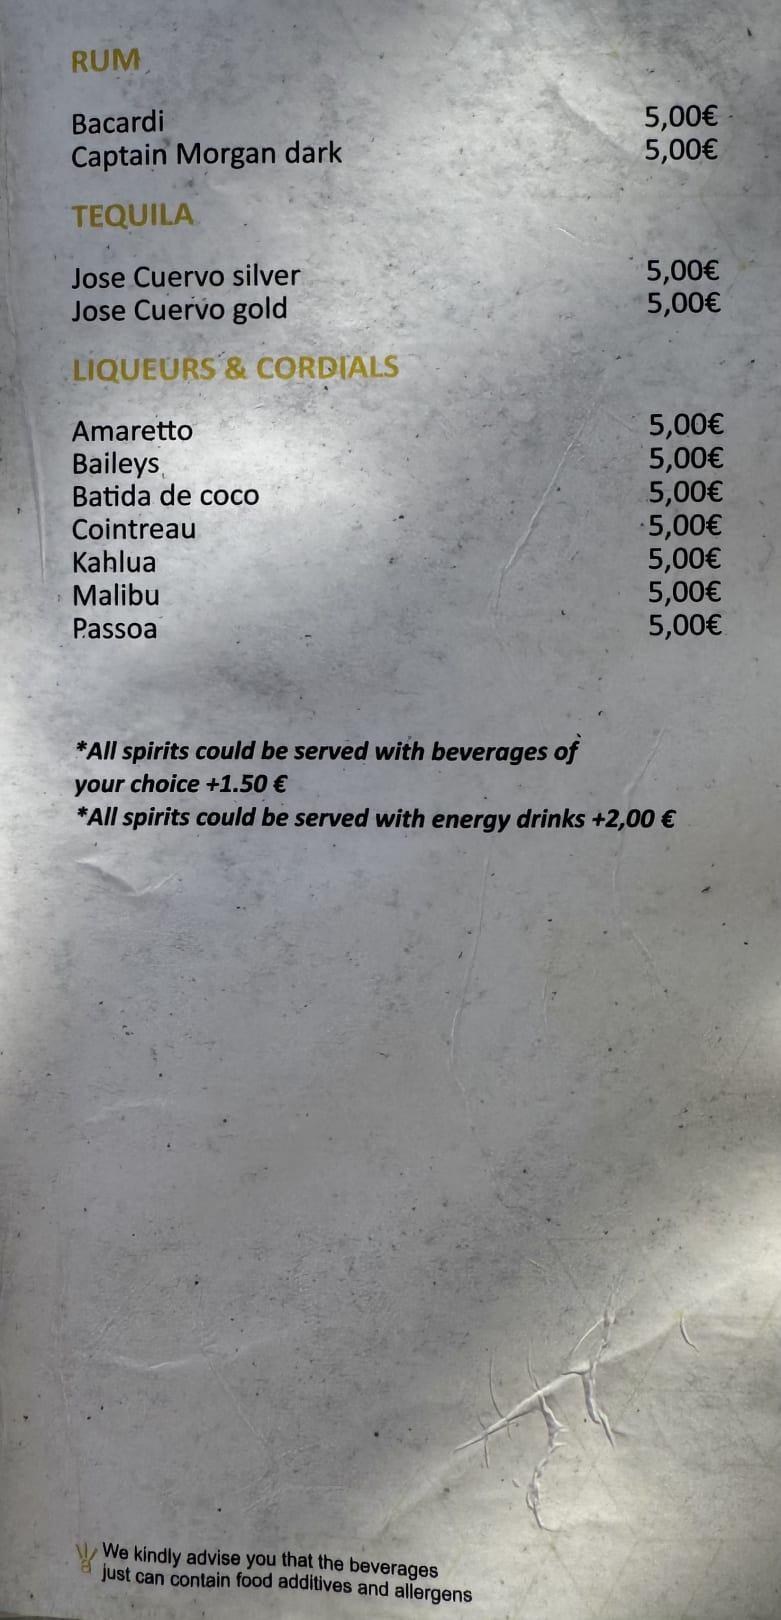 RUM
Bacardi 5,00€
Captain Morgan dark 5,00€
TEQUILA
Jose Cuervo silver 5,00€
Jose Cuervo gold 5,00€
LIQUEURS & CORDIALS
Amaretto 5,00€
Baileys 5,00€
Batida de coco 5,00€
Cointreau 5,00€
Kahlua 5,00€
Malibu 5,00€
Passoa 5,00€
*All spirits could be served with beverages of
your choice +1.50 €
*All spirits could be served with energy drinks +2,00 €
We kindly advise you that the beverages
just can contain food additives and allergens